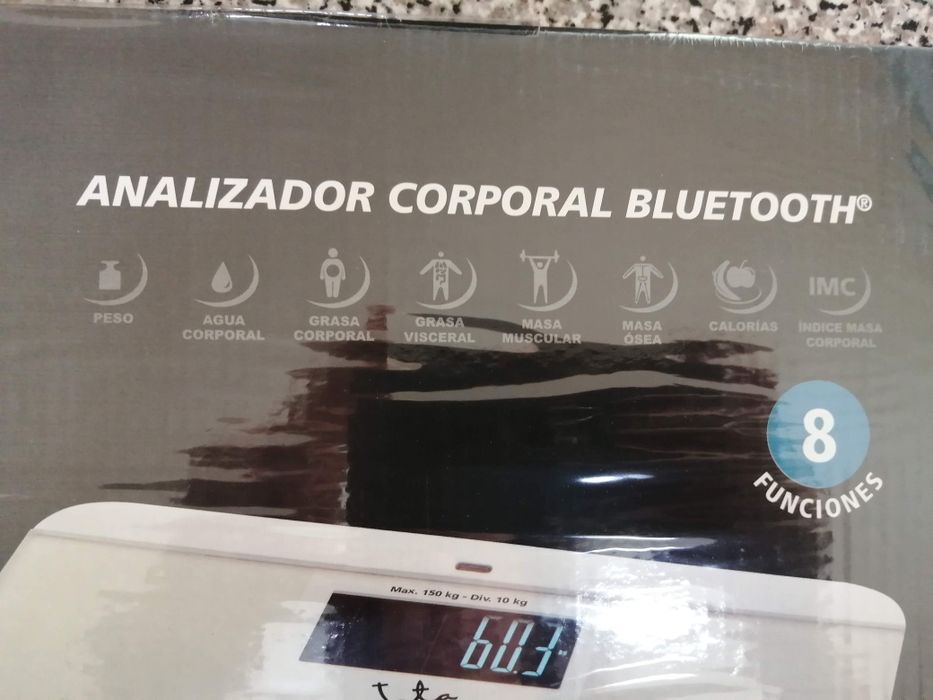 ANALIZADOR CORPORAL BLUETOOTH®
PESO
AGUA
CORPORAL
GRASA
CORPORAL
GRASA
VISCERAL
MASA
MUSCULAR
MASA
ÓSEA
CALORÍAS
IMC
ÍNDICE MASA
CORPORAL
8
FUNCIONES
Max. 150 kg - Div. 10 kg
60.3